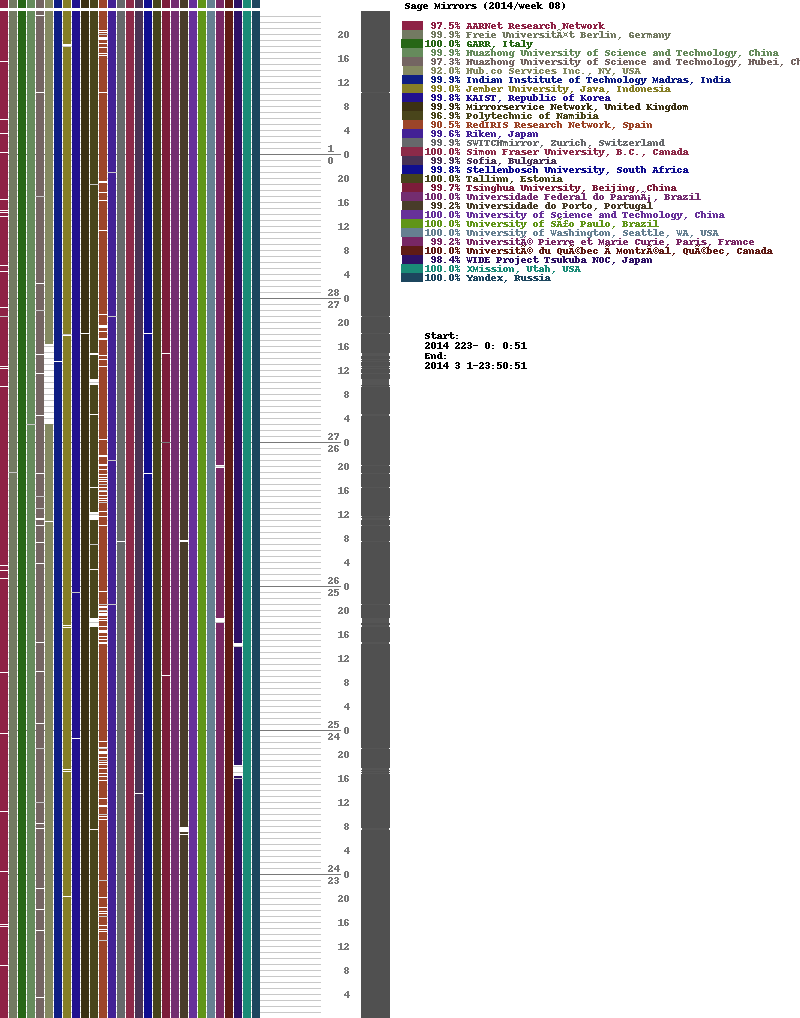 Sage Mirrors (2014/week 08)
97.5% AARNet Research Network
99.9% Freie UniversitÃ¤t Berlin, Germany
100.0% GARR, Italy
99.9% Huazhong University of Science and Technology, China
97.3% Huazhong University of Science and Technology, Hubei, Ch
92.0% Hub.co Services Inc., NY, USA
99.9% Indian Institute of Technology Madras, India
99.0% Jember University, Java, Indonesia
99.8% KAIST, Republic of Korea
99.9% Mirrorservice Network, United Kingdom
96.9% Polytechnic of Namibia
90.5% RedIRIS Research Network, Spain
99.6% Riken, Japan
99.9% SWITCHmirror, Zurich, Switzerland
100.0% Simon Fraser University, B.C., Canada
99.9% Sofia, Bulgaria
99.8% Stellenbosch University, South Africa
100.0% Tallinn, Estonia
99.7% Tsinghua University, Beijing, China
100.0% Universidade Federal do ParanÃ¡, Brazil
99.2% Universidade do Porto, Portugal
100.0% University of Science and Technology, China
100.0% University of SÃ£o Paulo, Brazil
100.0% University of Washington, Seattle, WA, USA
99.2% UniversitÃ© Pierre et Marie Curie, Paris, France
100.0% UniversitÃ© du QuÃ©bec Ã MontrÃ©al, QuÃ©bec, Canada
98.4% WIDE Project Tsukuba NOC, Japan
100.0% XMission, Utah, USA
100.0% Yandex, Russia
Start:
2014 223- 0: 0:51
End:
2014 3 1-23:50:51
20
16
12
8
4
1
0
0
20
16
12
8
4
28
0
27
20
16
12
8
4
27
0
26
20
16
12
8
4
26
0
25
20
16
12
8
4
25
0
24
20
16
12
8
4
24
0
23
20
16
12
8
4